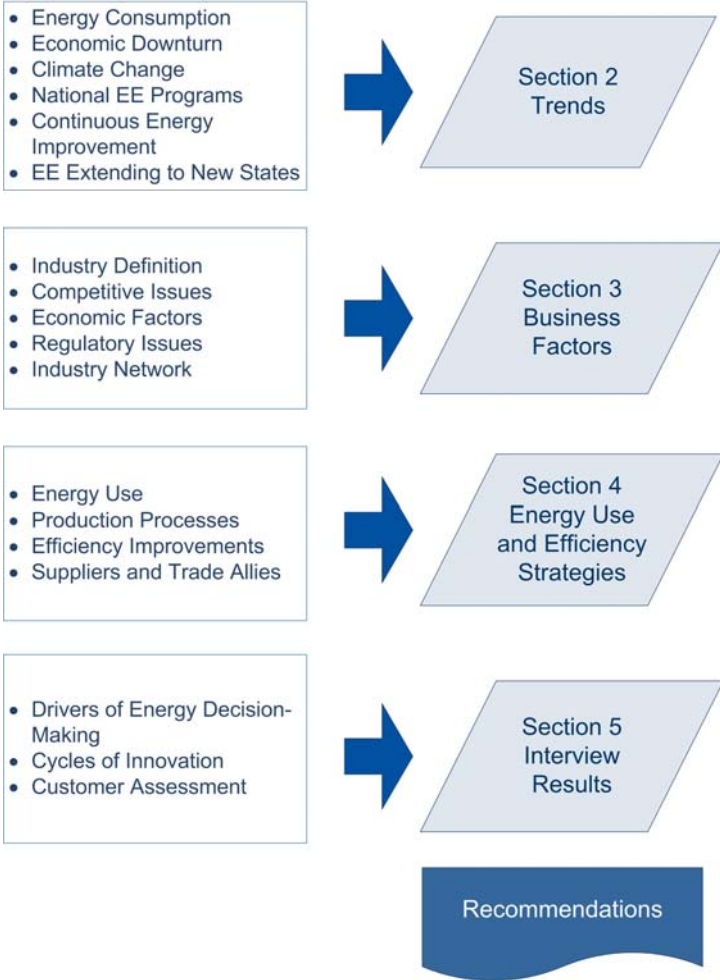 • Energy Consumption
• Economic Downturn
• Climate Change
• National EE Programs
• Continuous Energy
Improvement
• EE Extending to New States
Section 2
Trends
• Industry Definition
• Competitive Issues
• Economic Factors
• Regulatory Issues
• Industry Network
Section 3
Business
Factors
• Energy Use
• Production Processes
• Efficiency Improvements
• Suppliers and Trade Allies
Section 4
Energy Use
and Efficiency
Strategies
• Drivers of Energy Decision-
Making
• Cycles of Innovation
• Customer Assessment
Section 5
Interview
Results
Recommendations